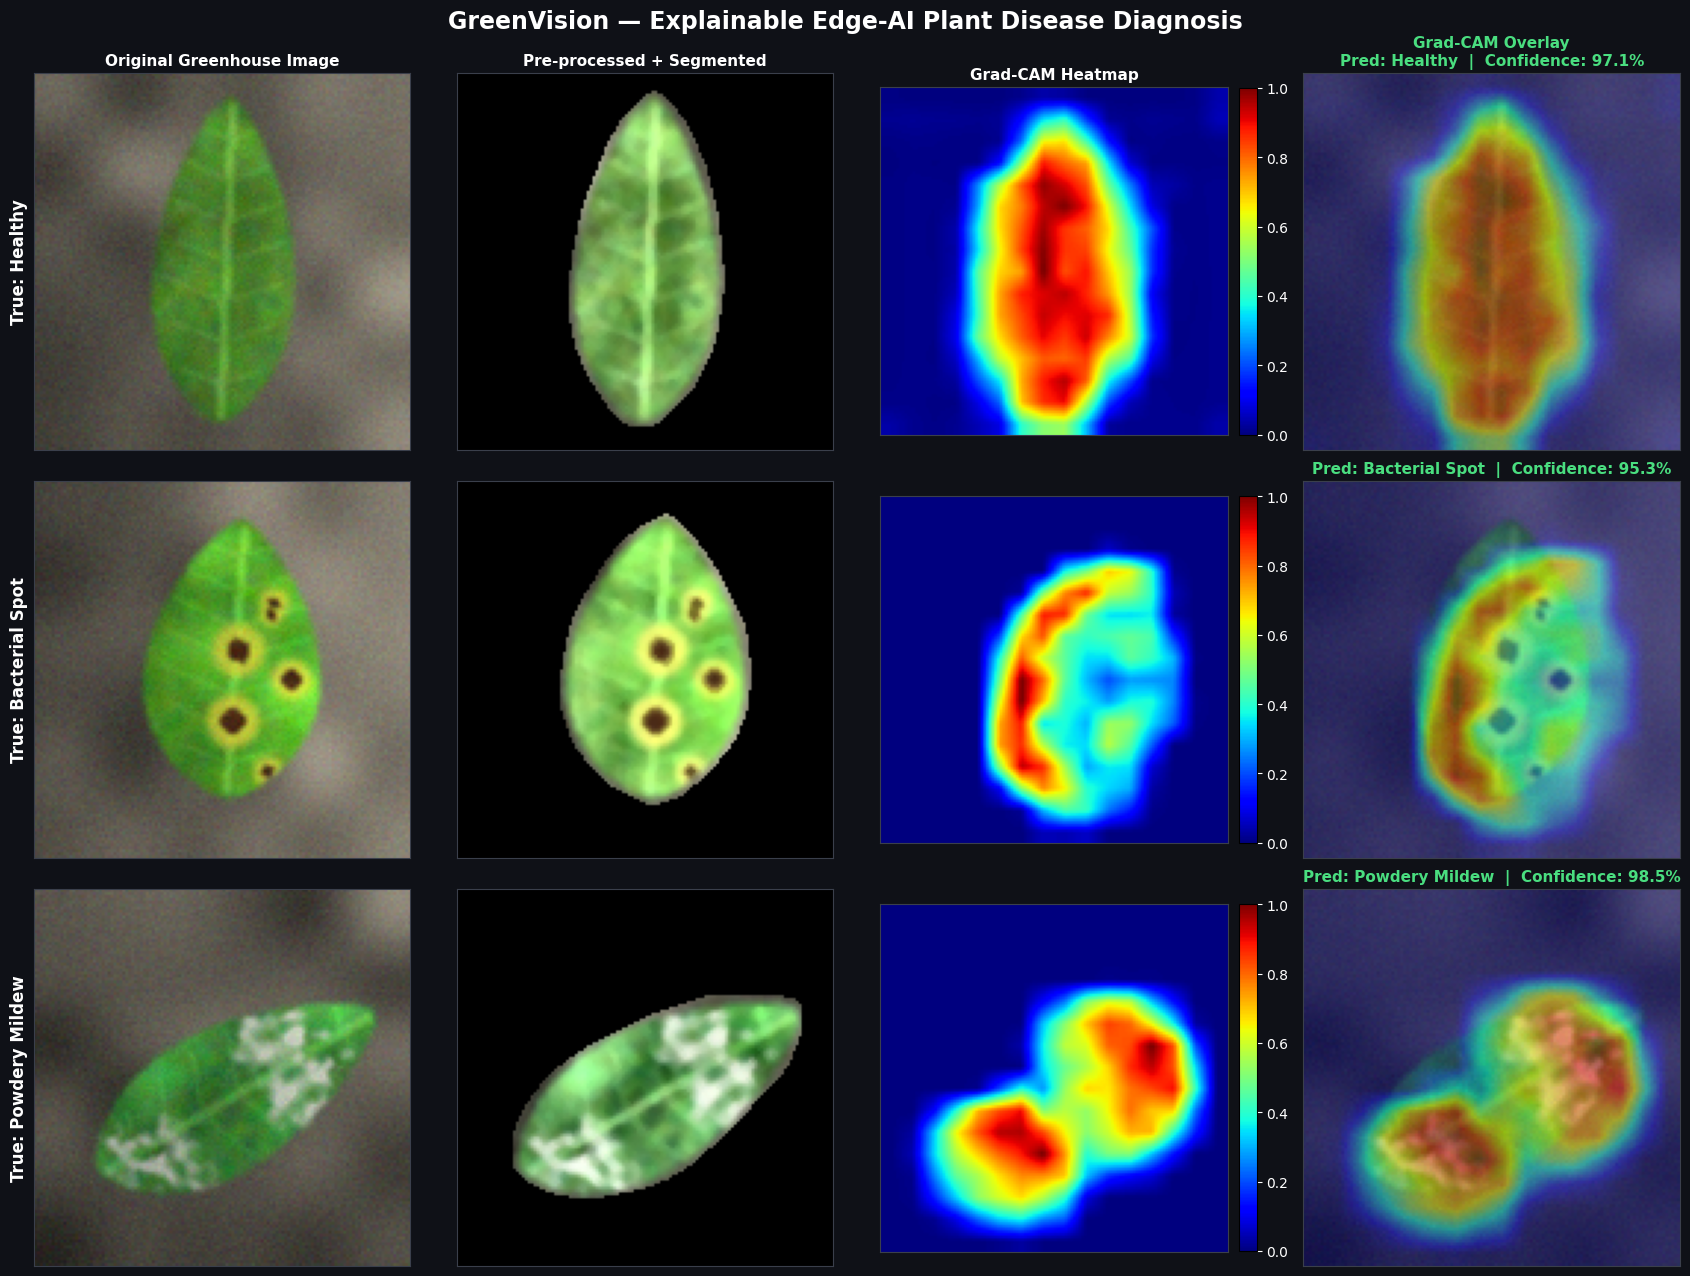 GreenVision — Explainable Edge-AI Plant Disease Diagnosis
Original Greenhouse Image
Pre-processed + Segmented
Grad-CAM Heatmap
Grad-CAM Overlay
Pred: Healthy | Confidence: 97.1%
True: Healthy
1.0
0.8
0.6
0.4
0.2
0.0
Pred: Bacterial Spot | Confidence: 95.3%
True: Bacterial Spot
1.0
0.8
0.6
0.4
0.2
0.0
Pred: Powdery Mildew | Confidence: 98.5%
True: Powdery Mildew
1.0
0.8
0.6
0.4
0.2
0.0